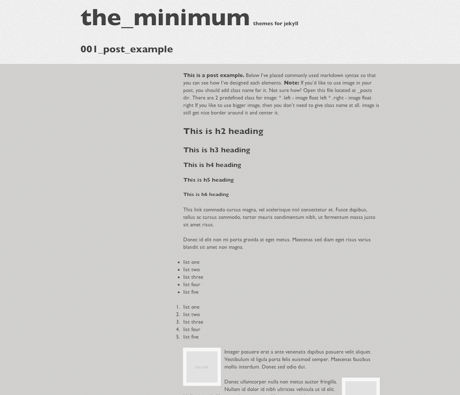 the_minimum themes for jekyll
001_post_example
This is a post example. Below I've placed commonly used markdown syntax so that
you can see how I've designed each elements. Note: if you'd like to use image in your
post, you should add class name for it. Not sure how? Open this file located at _posts
dir. There are 2 predefined class for image: * .left - image float left * .right - image float
right If you like to use bigger image, then you don't need to give class name at all. image is
still get nice border around it and center it.
This is h2 heading
This is h3 heading
This is h4 heading
This is h5 heading
This is h6 heading
This link commodo cursus magna, vel scelerisque nisl consectetur et. Fusce dapibus,
tellus ac cursus commodo, tortor mauris condimentum nibh, ut fermentum massa justo
sit amet risus.
Donec id elit non mi porta gravida at eget metus. Maecenas sed diam eget risus varius
blandit sit amet non magna.
• list one
• list two
• list three
• list four
• list five
1. list one
2. list two
3. list three
4. list four
5. list five
Integer posuere erat a ante venenatis dapibus posuere velit aliquet.
Vestibulum id ligula porta felis euismod semper. Maecenas faucibus
mollis interdum. Donec sed odio dui.
Donec ullamcorper nulla non metus auctor fringilla.
Nullam id dolor id nibh ultricies vehicula ut id elit.